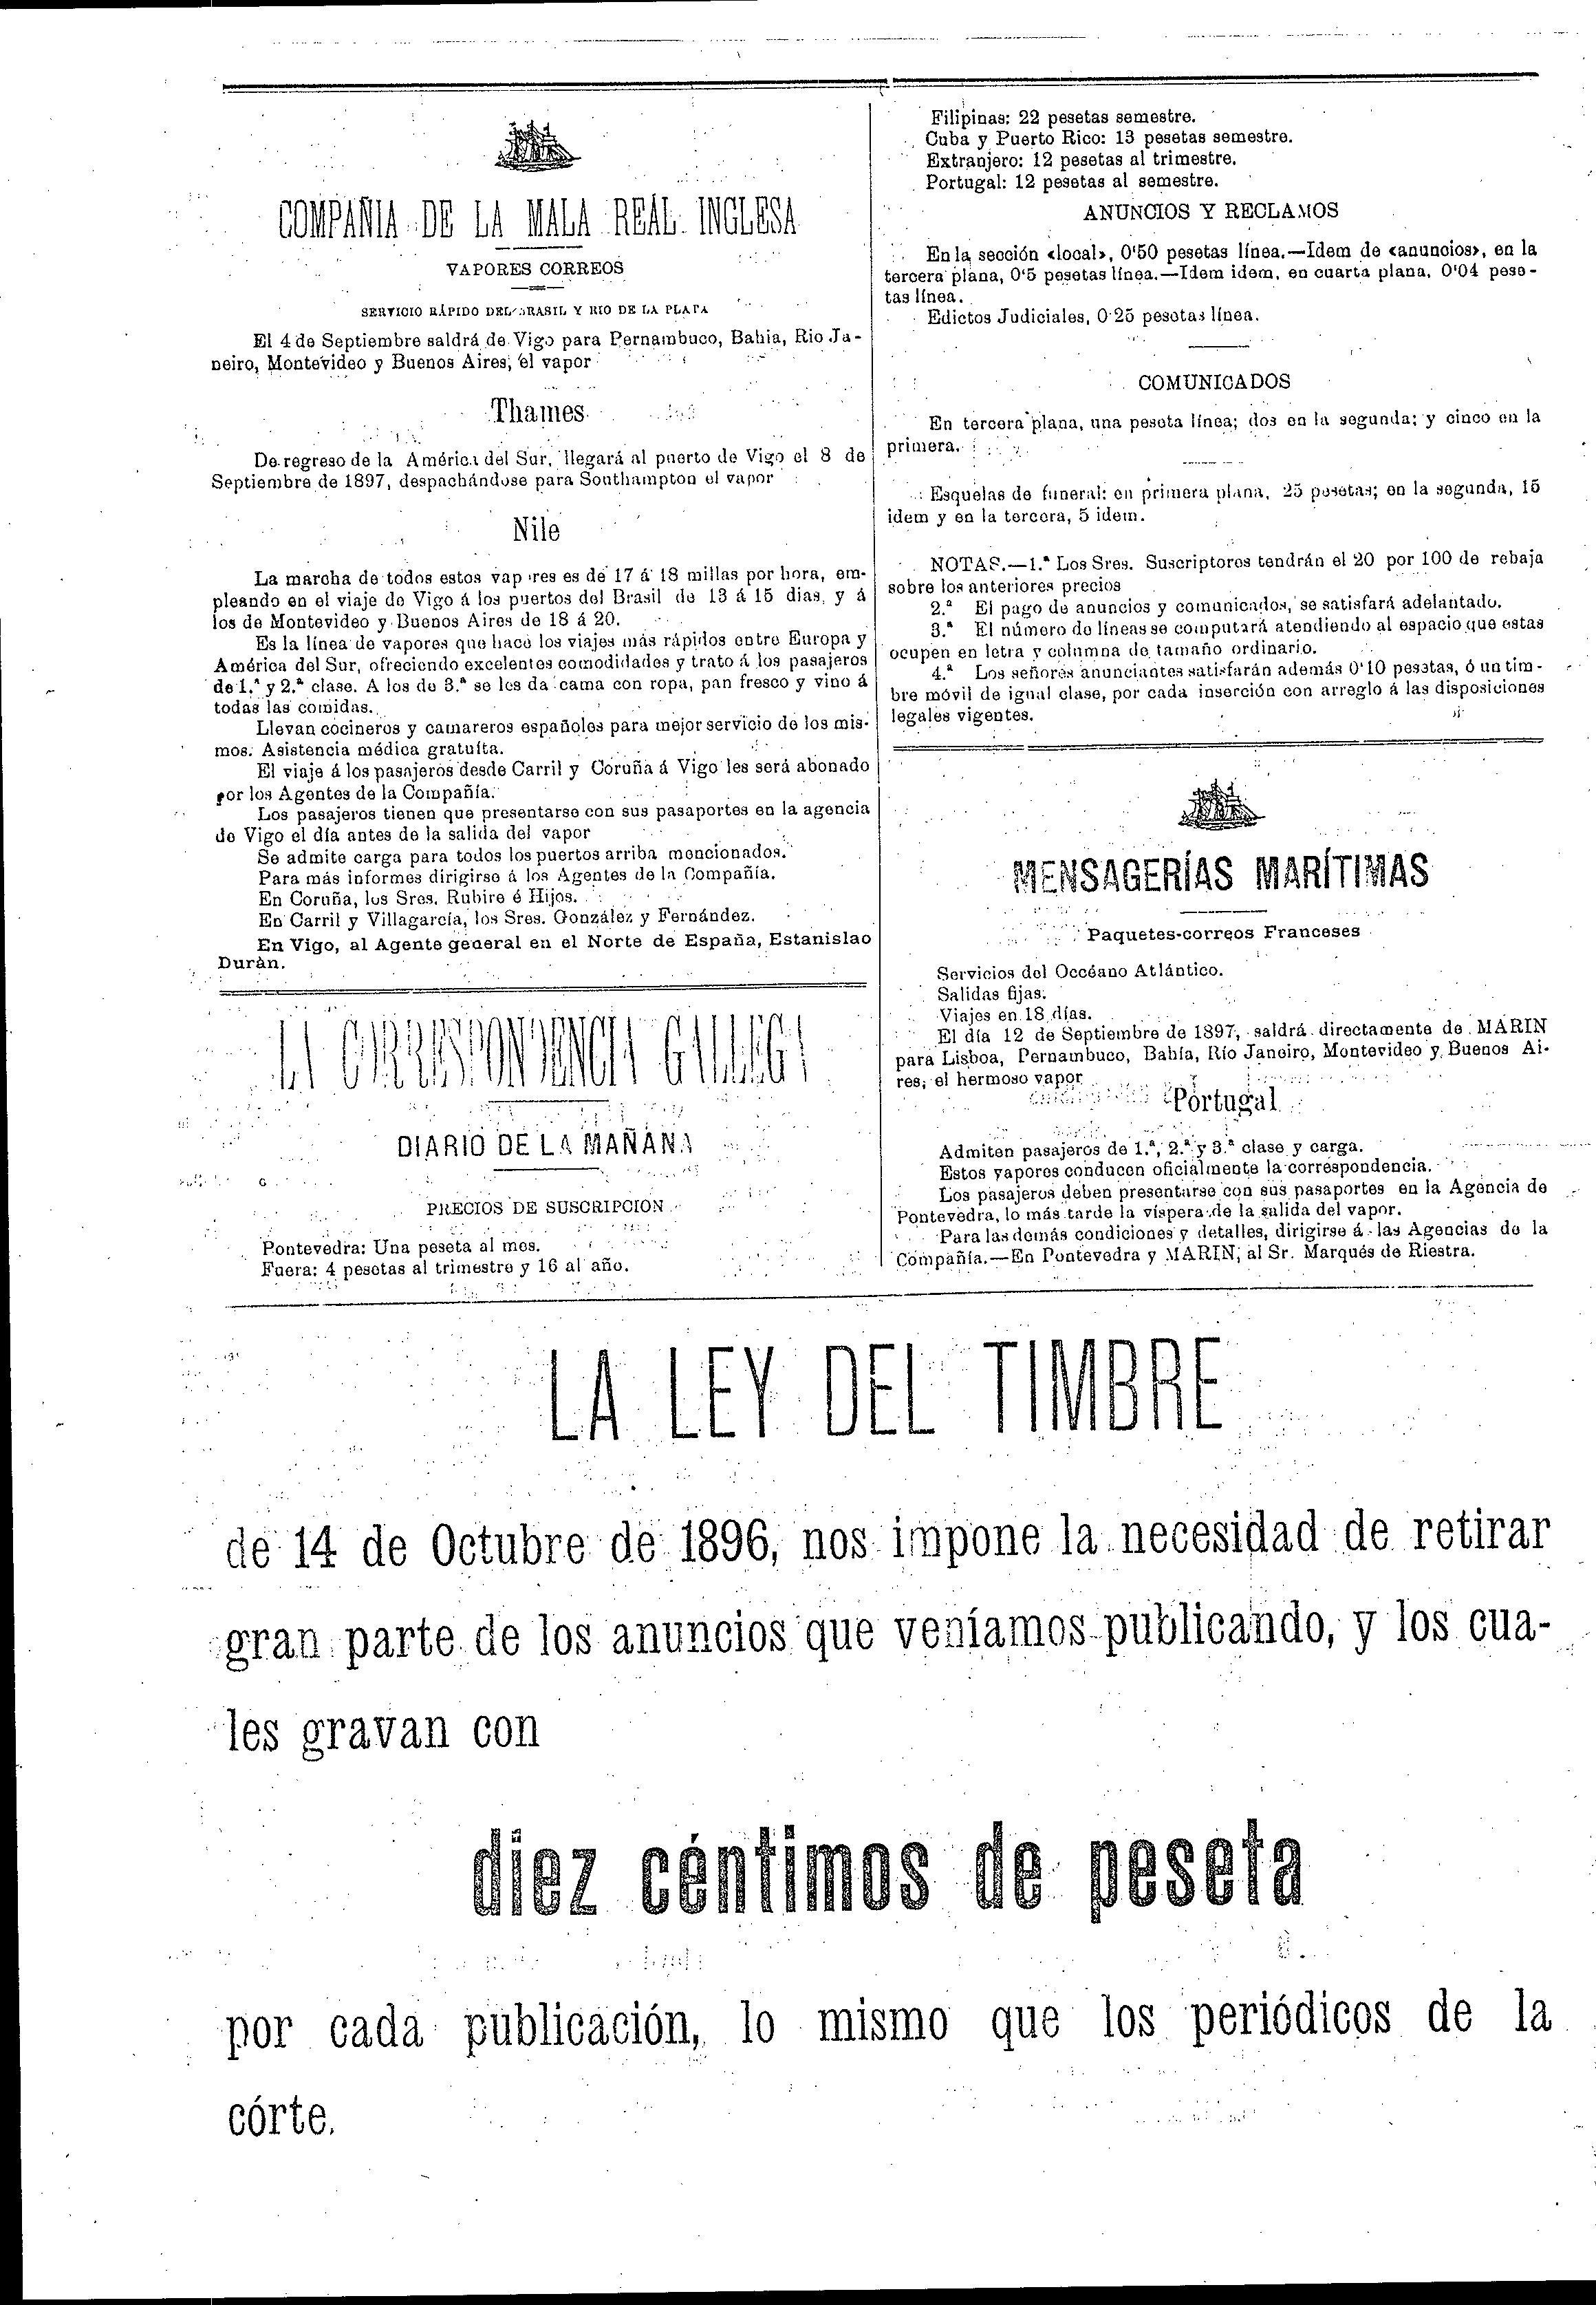 COMPAÑIA DE LA MALA REAL INGLESA
VAPORES CORREOS
SERVICIO RÁPIDO DEL BRASIL Y RIO DE LA PLATA
El 4 de Septiembre saldrá de Vigo para Pernambuco, Bahia, Rio Ja-
neiro, Montevideo y Buenos Aires, el vapor
Thames
De regreso de la América del Sur, llegará al puerto de Vigo el 8 de
Septiembre de 1897, despachándose para Southampton el vapor
Nile
La marcha de todos estos vapores es de 17 á 18 millas por hora, em-
pleando en el viaje de Vigo á los puertos del Brasil de 13 á 15 dias, y á
los de Montevideo y Buenos Aires de 18 á 20.
Es la línea de vapores que hace los viajes más rápidos entre Europa y
América del Sur, ofreciendo excelentes comodidades y trato á los pasajeros
de 1.ª y 2.ª clase. A los de 3.ª se les da cama con ropa, pan fresco y vino á
todas las comidas.
Llevan cocineros y camareros españoles para mejor servicio de los mis-
mos. Asistencia médica gratuita.
El viaje á los pasajeros desde Carril y Coruña á Vigo les será abonado
por los Agentes de la Compañía.
Los pasajeros tienen que presentarse con sus pasaportes en la agencia
de Vigo el día antes de la salida del vapor
Se admite carga para todos los puertos arriba mencionados.
Para más informes dirigirse á los Agentes de la Compañía.
En Coruña, los Sres. Rubire é Hijos.
En Carril y Villagarcía, los Sres. González y Fernández.
En Vigo, al Agente general en el Norte de España, Estanislao
Durán.
LA CORRESPONDENCIA GALLEGA
DIARIO DE LA MAÑANA
PRECIOS DE SUSCRIPCION
Pontevedra: Una peseta al mes.
Fuera: 4 pesetas al trimestre y 16 al año.
Filipinas: 22 pesetas semestre.
Cuba y Puerto Rico: 13 pesetas semestre.
Extranjero: 12 pesetas al trimestre.
Portugal: 12 pesetas al semestre.
ANUNCIOS Y RECLAMOS
En la sección «local», 0'50 pesetas línea.—Idem de «anuncios», en la
tercera plana, 0'5 pesetas línea.—Idem idem, en cuarta plana, 0'04 pese-
tas línea.
Edictos Judiciales, 0'25 pesetas línea.
COMUNICADOS
En tercera plana, una peseta línea; dos en la segunda; y cinco en la
primera.
Esquelas de funeral: en primera plana, 25 pesetas; en la segunda, 15
idem y en la tercera, 5 idem.
NOTAS.—1.ª Los Sres. Suscriptores tendrán el 20 por 100 de rebaja
sobre los anteriores precios
2.ª El pago de anuncios y comunicados, se satisfará adelantado.
3.ª El número de líneas se computará atendiendo al espacio que estas
ocupen en letra y columna de tamaño ordinario.
4.ª Los señores anunciantes satisfarán además 0'10 pesetas, ó un tim-
bre móvil de igual clase, por cada inserción con arreglo á las disposiciones
legales vigentes.
MENSAGERÍAS MARÍTIMAS
Paquetes-correos Franceses
Servicios del Occéano Atlántico.
Salidas fijas.
Viajes en 18 días.
El día 12 de Septiembre de 1897, saldrá directamente de MARIN
para Lisboa, Pernambuco, Bahía, Río Janeiro, Montevideo y Buenos Ai-
res, el hermoso vapor
Portugal
Admiten pasajeros de 1.ª, 2.ª y 3.ª clase y carga.
Estos vapores conducen oficialmente la correspondencia.
Los pasajeros deben presentarse con sus pasaportes en la Agencia de
Pontevedra, lo más tarde la víspera de la salida del vapor.
Para las demás condiciones y detalles, dirigirse á las Agencias de la
Compañía.—En Pontevedra y MARIN, al Sr. Marqués de Riestra.
LA LEY DEL TIMBRE
de 14 de Octubre de 1896, nos impone la necesidad de retirar
gran parte de los anuncios que veníamos publicando, y los cua-
les gravan con
diez céntimos de peseta
por cada publicación, lo mismo que los periódicos de la
córte.